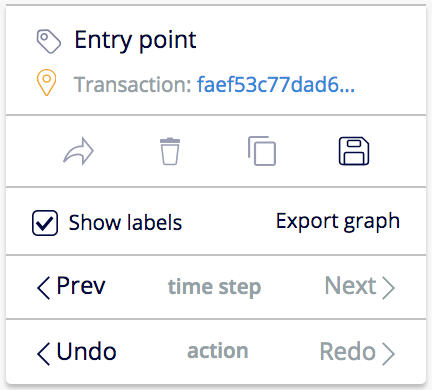 Entry point
Transaction: faef53c77dad6...
Show labels Export graph
Prev time step Next
Undo action Redo